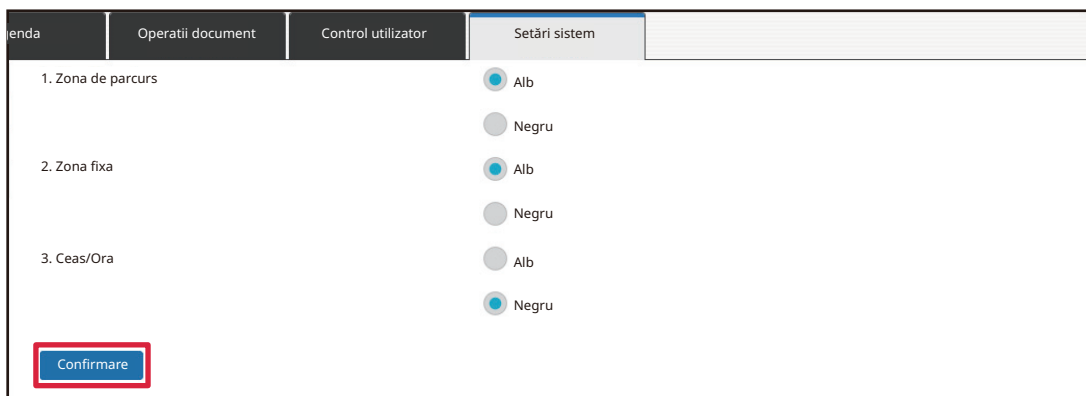 genda Operatii document Control utilizator Setări sistem
1. Zona de parcurs Alb
Negru
2. Zona fixa Alb
Negru
3. Ceas/Ora Alb
Negru
Confirmare